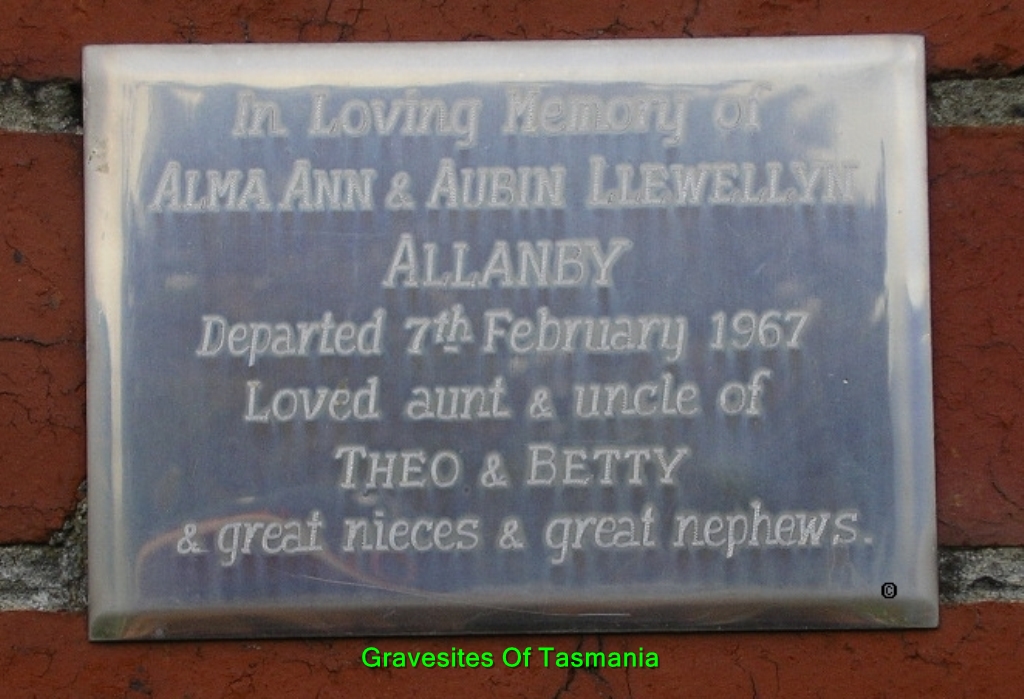 In Loving Memory of
ALMA ANN & AUBIN LLEWELLYN
ALLANBY
Departed 7th February 1967
Loved aunt & uncle of
THEO & BETTY
& great nieces & great nephews.
©
Gravesites Of Tasmania